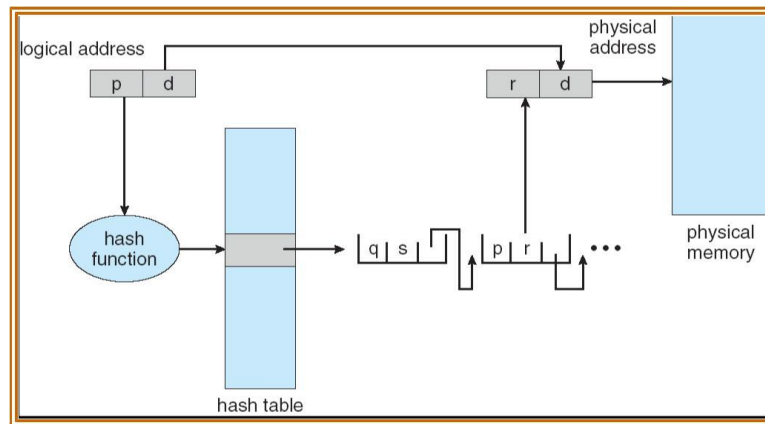 logical address
physical
address
p d
r d
hash
function
q s
p r
•••
physical
memory
hash table